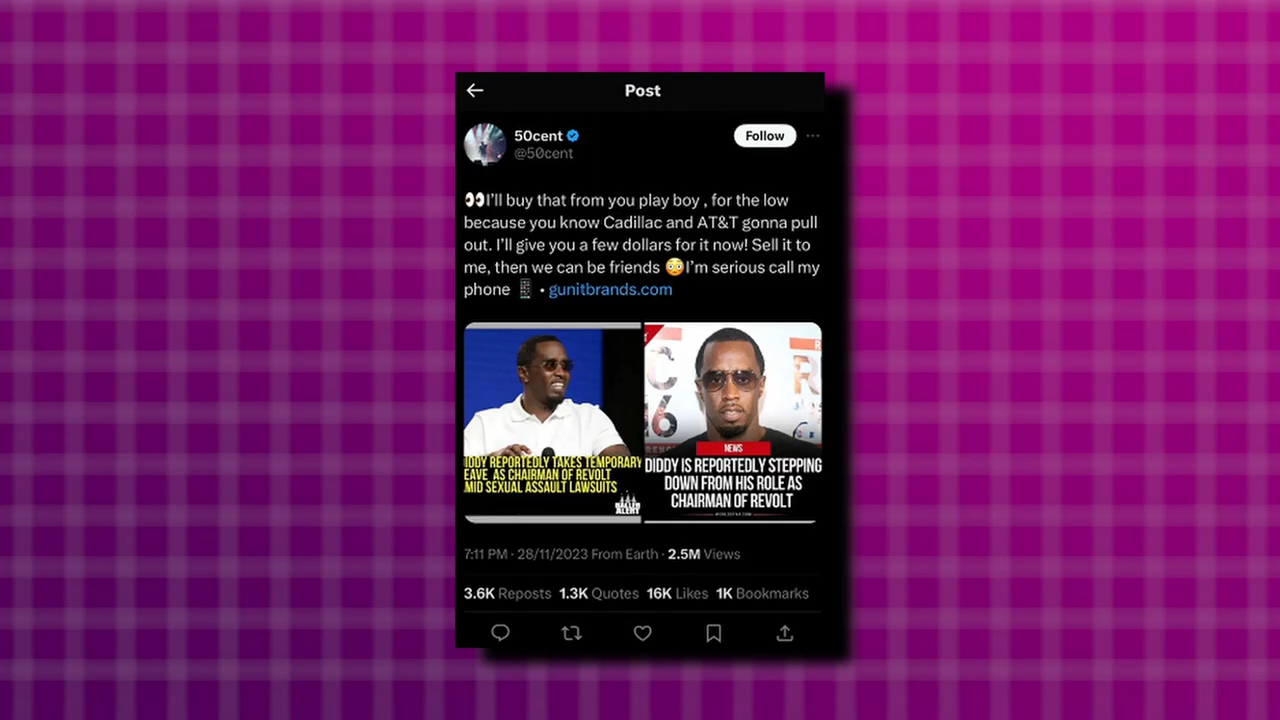 Post
50cent
Follow
@50cent
👀I'll buy that from you play boy , for the low
because you know Cadillac and AT&T gonna pull
out. I'll give you a few dollars for it now! Sell it to
me, then we can be friends 😳I'm serious call my
phone 📱 • gunitbrands.com
IDDY REPORTEDLY TAKES TEMPORARY
EAVE AS CHAIRMAN OF REVOLT
MID SEXUAL ASSAULT LAWSUITS
BALLER
ALERT
C
6
R
NEWS
DIDDY IS REPORTEDLY STEPPING
DOWN FROM HIS ROLE AS
CHAIRMAN OF REVOLT
7:11 PM · 28/11/2023 From Earth · 2.5M Views
3.6K Reposts 1.3K Quotes 16K Likes 1K Bookmarks